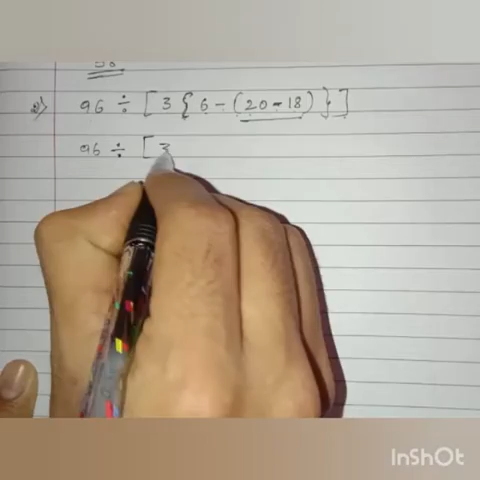 2) 96 ÷ [ 3 { 6 - (20 - 18) } ]
96 ÷ [ 3
InShOt